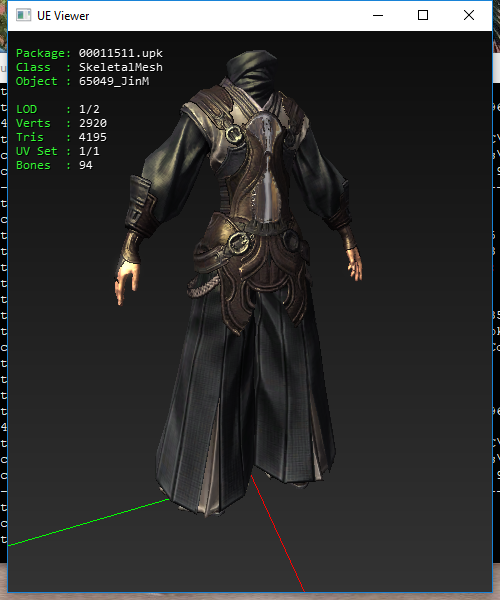 UE Viewer
Package: 00011511.upk
Class : SkeletalMesh
Object : 65049_JinM
LOD : 1/2
Verts : 2920
Tris : 4195
UV Set : 1/1
Bones : 94